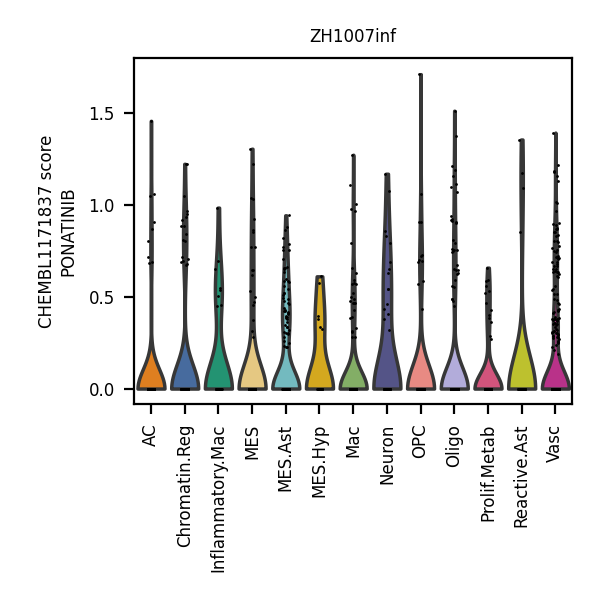 ZH1007inf
CHEMBL1171837 score
PONATINIB
1.5
1.0
0.5
0.0
AC
Chromatin.Reg
Inflammatory.Mac
MES
MES.Ast
MES.Hyp
Mac
Neuron
OPC
Oligo
Prolif.Metab
Reactive.Ast
Vasc